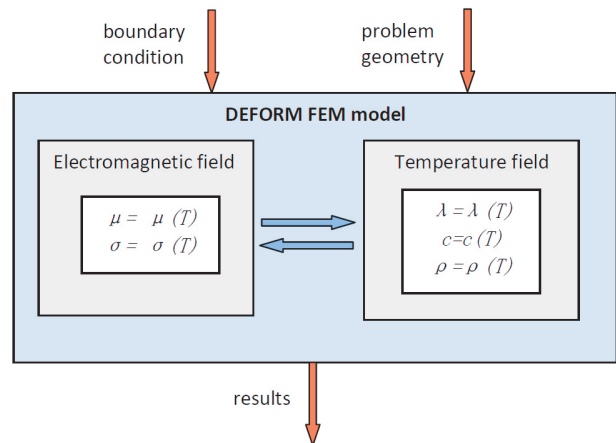 boundary
condition
problem
geometry
DEFORM FEM model
Electromagnetic field
μ = μ (T)
σ = σ (T)
Temperature field
λ = λ (T)
c=c (T)
ρ = ρ (T)
results